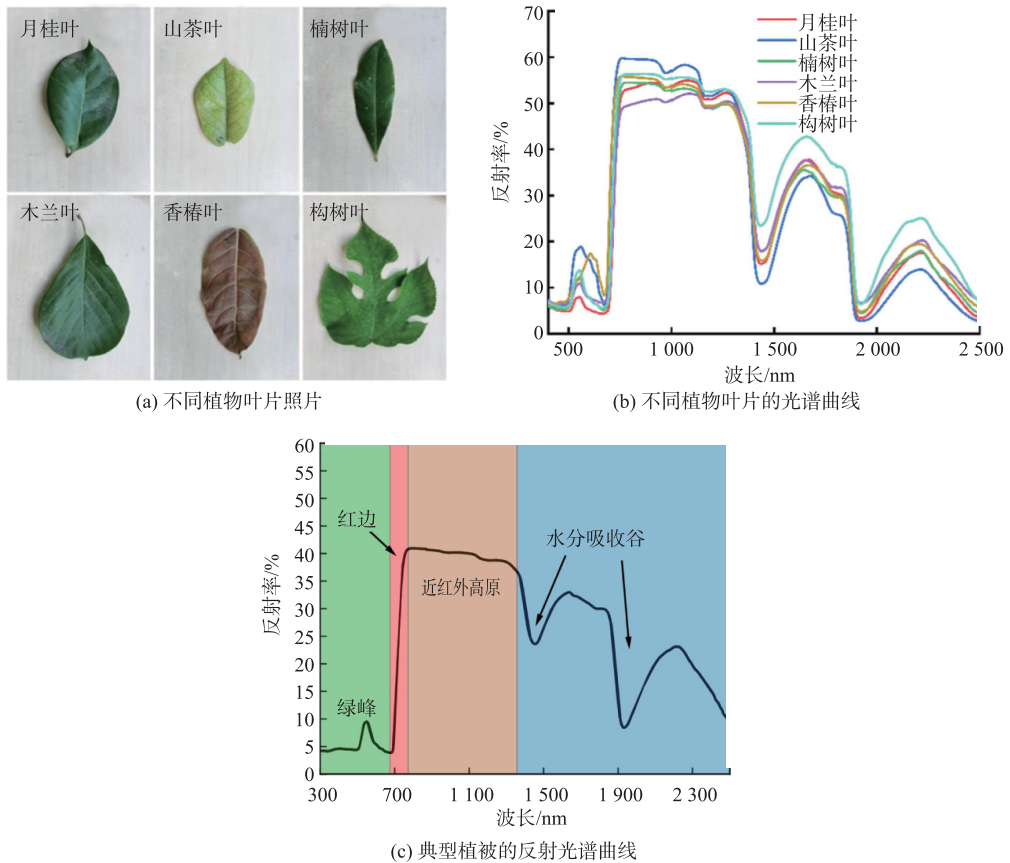 月桂叶
山茶叶
楠树叶
木兰叶
香椿叶
构树叶
(a) 不同植物叶片照片
70
60
50
40
30
20
10
0
反射率/%
月桂叶
山茶叶
楠树叶
木兰叶
香椿叶
构树叶
500
1 000
1 500
2 000
2 500
波长/nm
(b) 不同植物叶片的光谱曲线
60
55
50
45
40
35
30
25
20
15
10
5
0
反射率/%
红边
水分吸收谷
近红外高原
绿峰
300
700
1 100
1 500
1 900
2 300
波长/nm
(c) 典型植被的反射光谱曲线